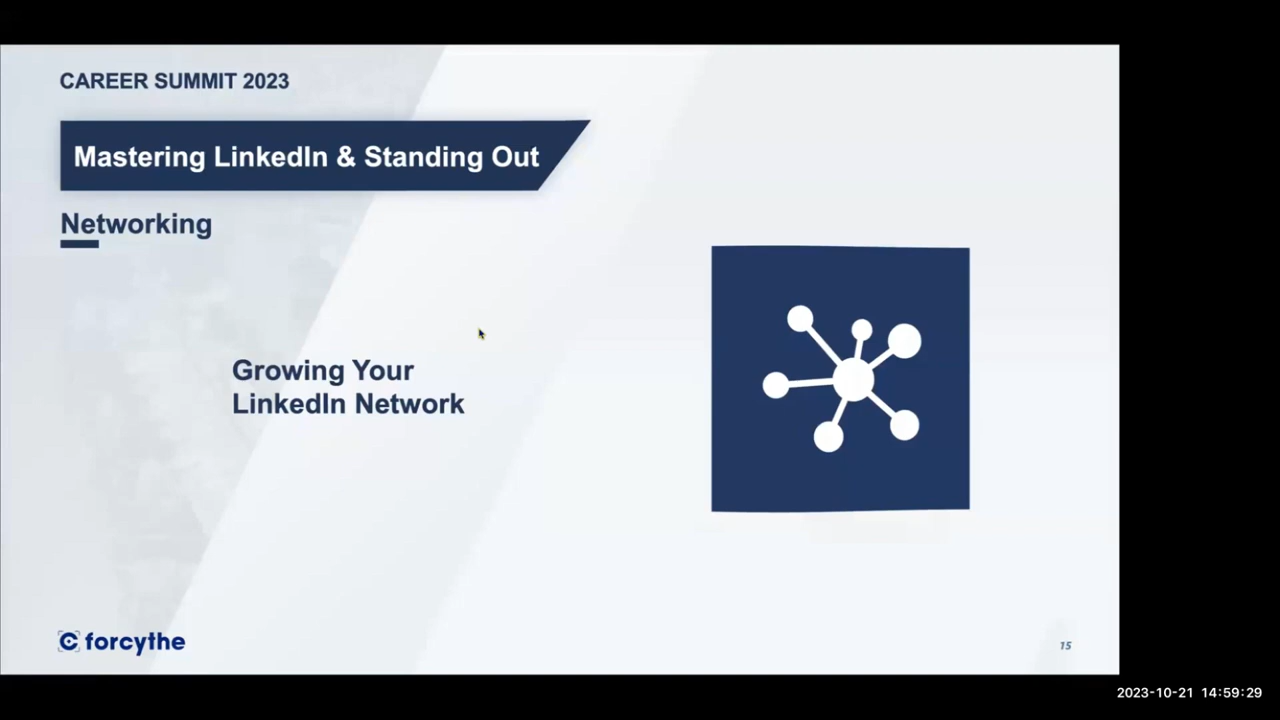 CAREER SUMMIT 2023
Mastering LinkedIn & Standing Out
Networking
Growing Your
LinkedIn Network
forcythe
15
2023-10-21 14:59:29